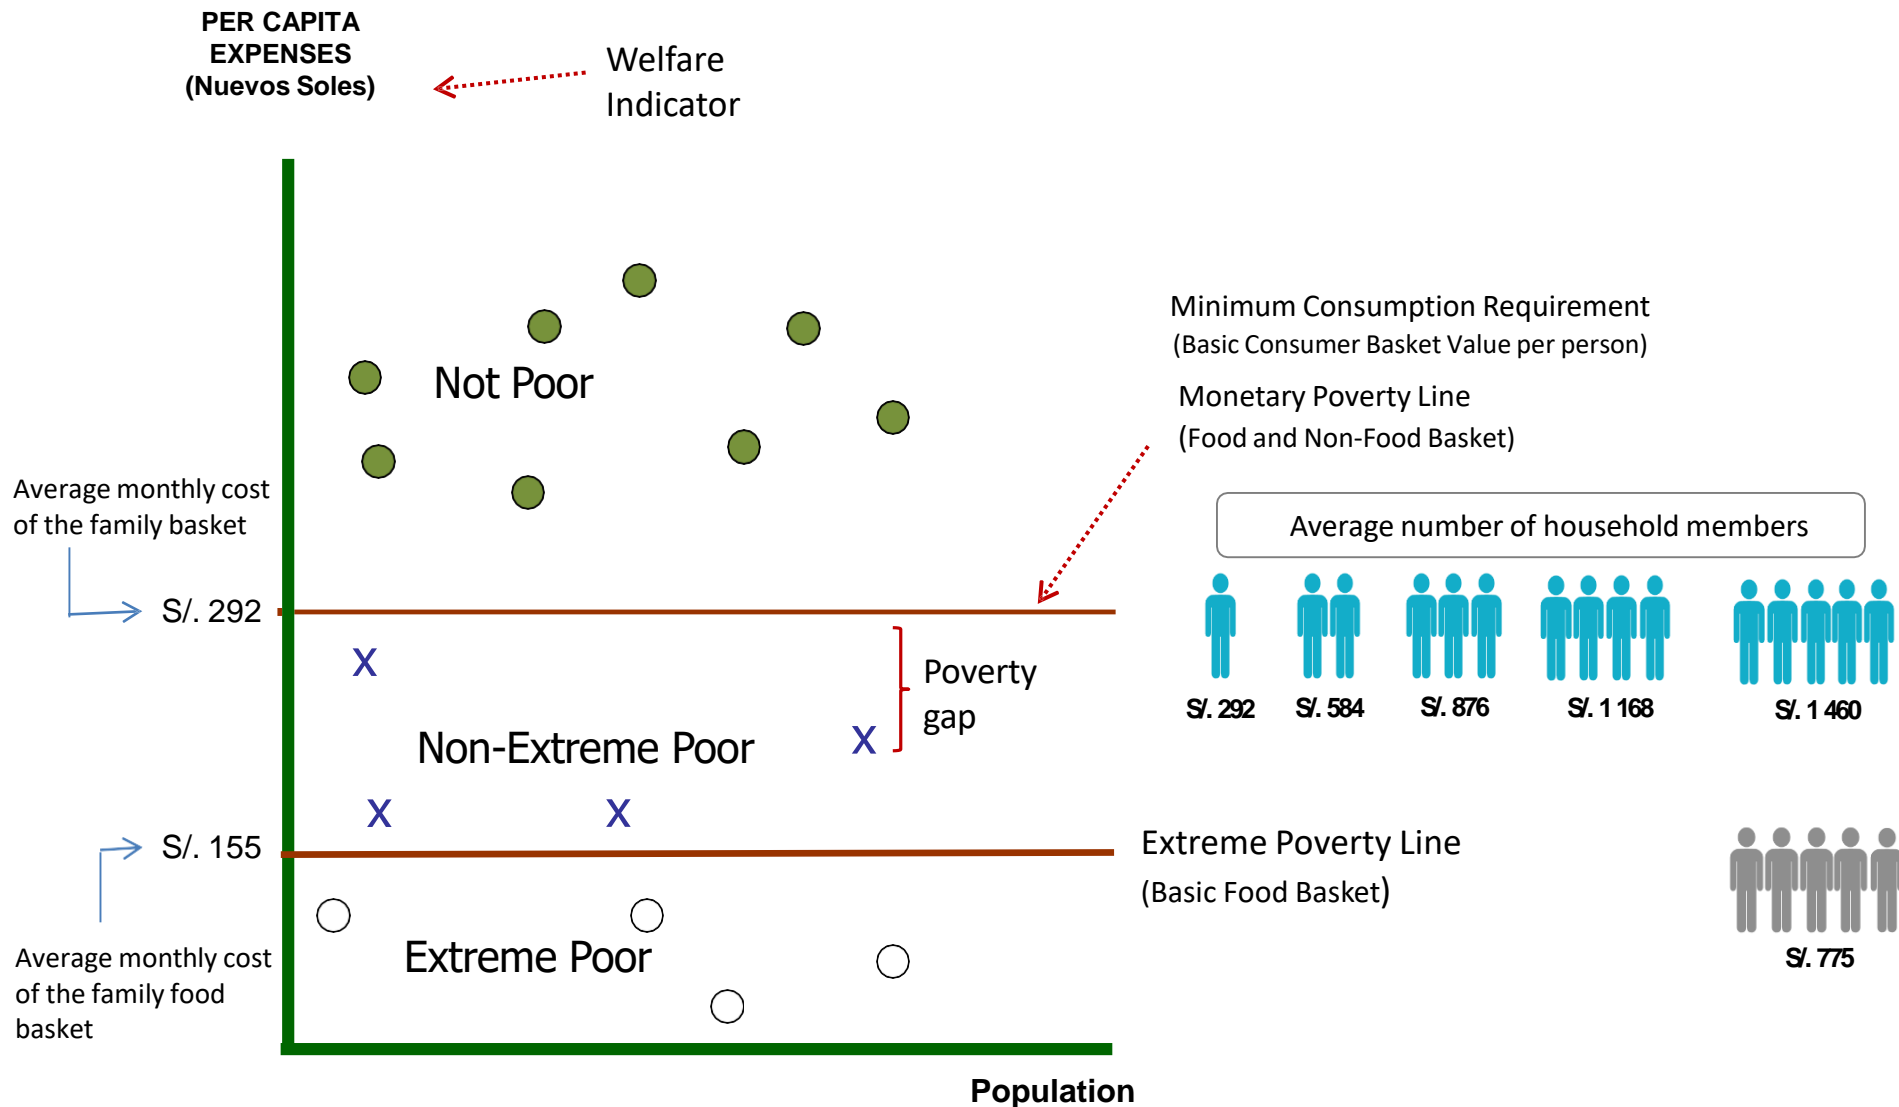 PER CAPITA
EXPENSES
(Nuevos Soles)
Welfare
Indicator
Not Poor
Minimum Consumption Requirement
(Basic Consumer Basket Value per person)
Monetary Poverty Line
(Food and Non-Food Basket)
Average monthly cost
of the family basket
Average number of household members
S/. 292
X
Poverty
gap
S/. 292
S/. 584
S/. 876
S/. 1 168
S/. 1 460
Non-Extreme Poor
X
X
X
S/. 155
Extreme Poverty Line
(Basic Food Basket)
Extreme Poor
Average monthly cost
of the family food
basket
S/. 775
Population